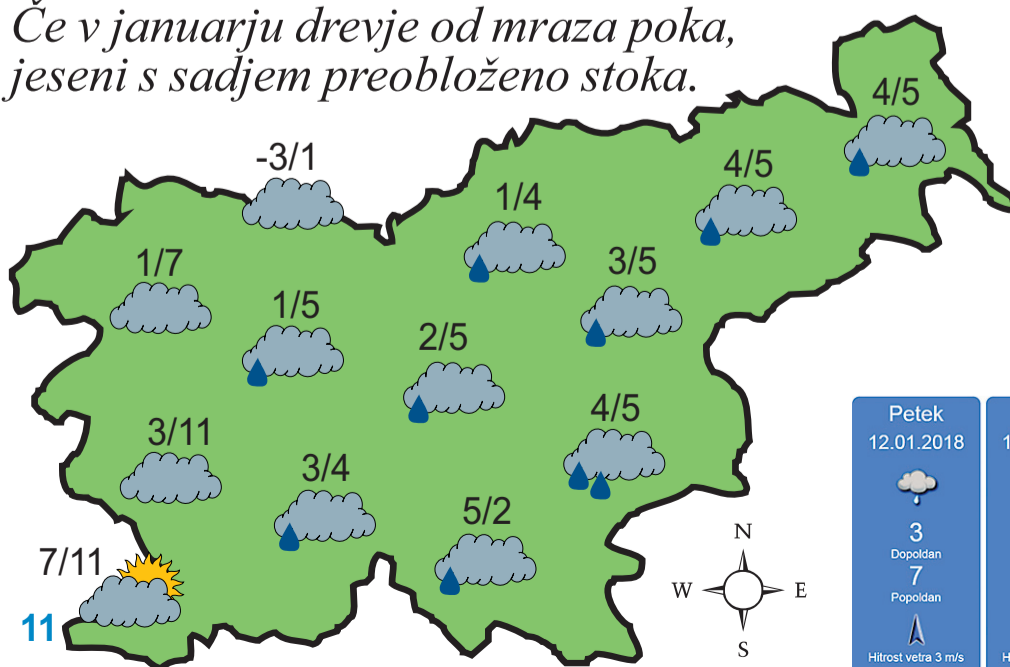 Če v januarju drevje od mraza poka,
jeseni s sadjem preobloženo stoka.
4/5
-3/1
4/5
1/4
1/7
3/5
1/5
2/5
4/5
3/11
3/4
5/2
7/11
11
N
W
E
S
Petek
12.01.2018
3
Dopoldan
7
Popoldan
Hitrost vetra 3 m/s
1
H